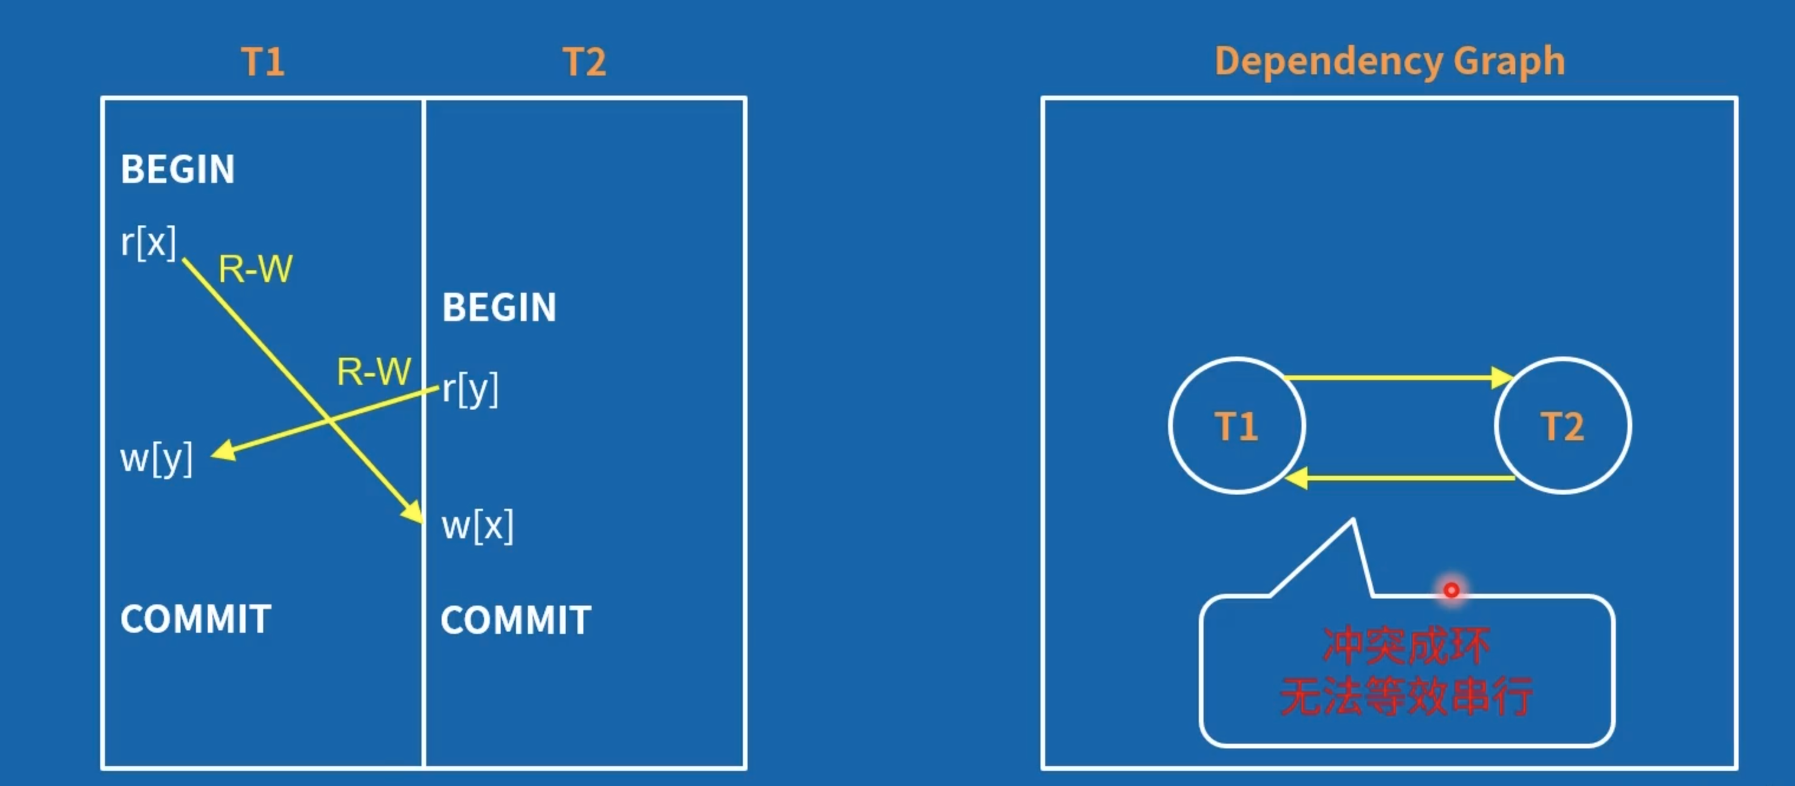 T1
T2
BEGIN
r[x]
R-W
BEGIN
R-W
r[y]
w[y]
w[x]
COMMIT
COMMIT
Dependency Graph
T1
T2
冲突成环
无法等效串行